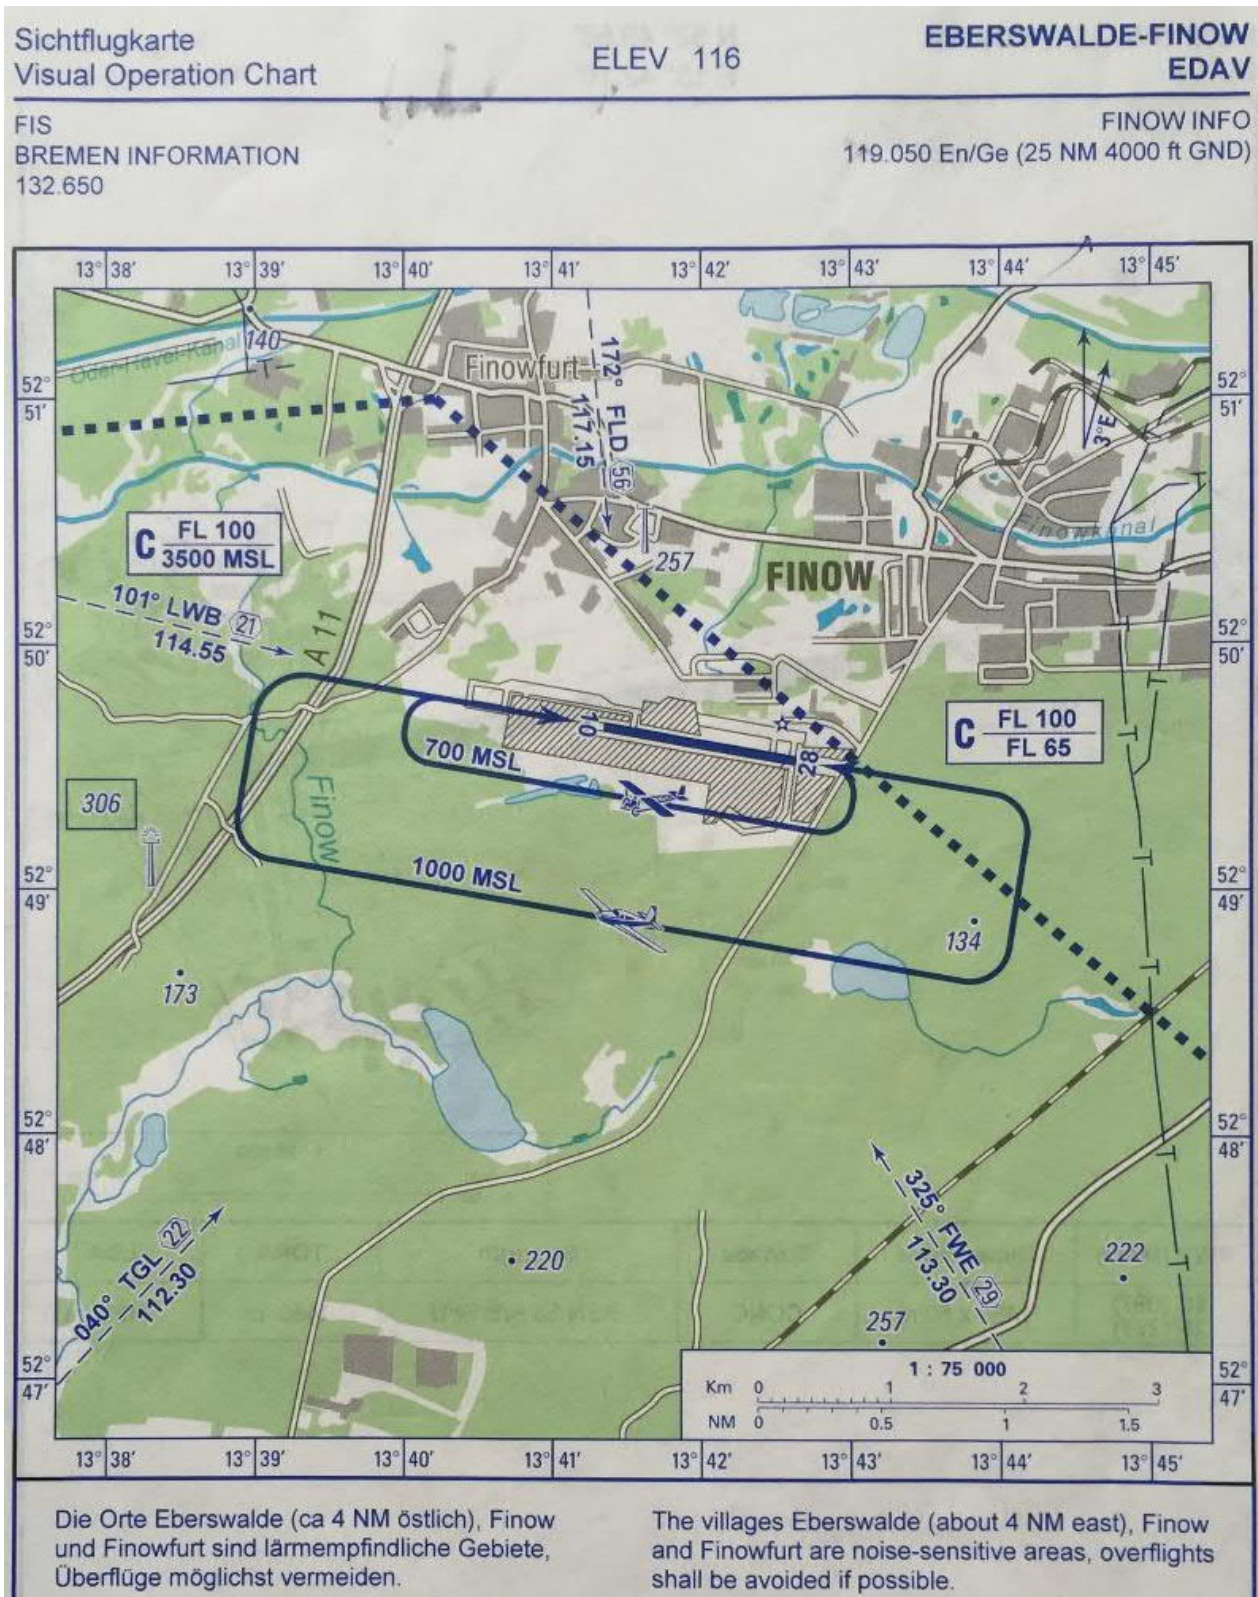 Sichtflugkarte
Visual Operation Chart
ELEV 116
EBERSWALDE-FINOW
EDAV
FIS
BREMEN INFORMATION
132.650
FINOW INFO
119.050 En/Ge (25 NM 4000 ft GND)
13° 38′ 13° 39′ 13° 40′ 13° 41′ 13° 42′ 13° 43′ 13° 44′ 13° 45′
140
Oder-Havel-Kanal
Finowfurt
172° FLD 56
117.15
3°E
52° 51′
52° 51′
C FL 100
3500 MSL
257
FINOW
Finowkanal
101° LWB 21
114.55
A 11
52° 50′
52° 50′
C FL 100
FL 65
10
28
700 MSL
306
Finow
1000 MSL
52° 49′
52° 49′
134
173
52° 48′
52° 48′
040° TGL 22
112.30
325° FWE 29
113.30
220
222
257
52° 47′
52° 47′
1 : 75 000
Km 0 1 2 3
NM 0 0.5 1 1.5
13° 38′ 13° 39′ 13° 40′ 13° 41′ 13° 42′ 13° 43′ 13° 44′ 13° 45′
Die Orte Eberswalde (ca 4 NM östlich), Finow
und Finowfurt sind lärmempfindliche Gebiete,
Überflüge möglichst vermeiden.
The villages Eberswalde (about 4 NM east), Finow
and Finowfurt are noise-sensitive areas, overflights
shall be avoided if possible.